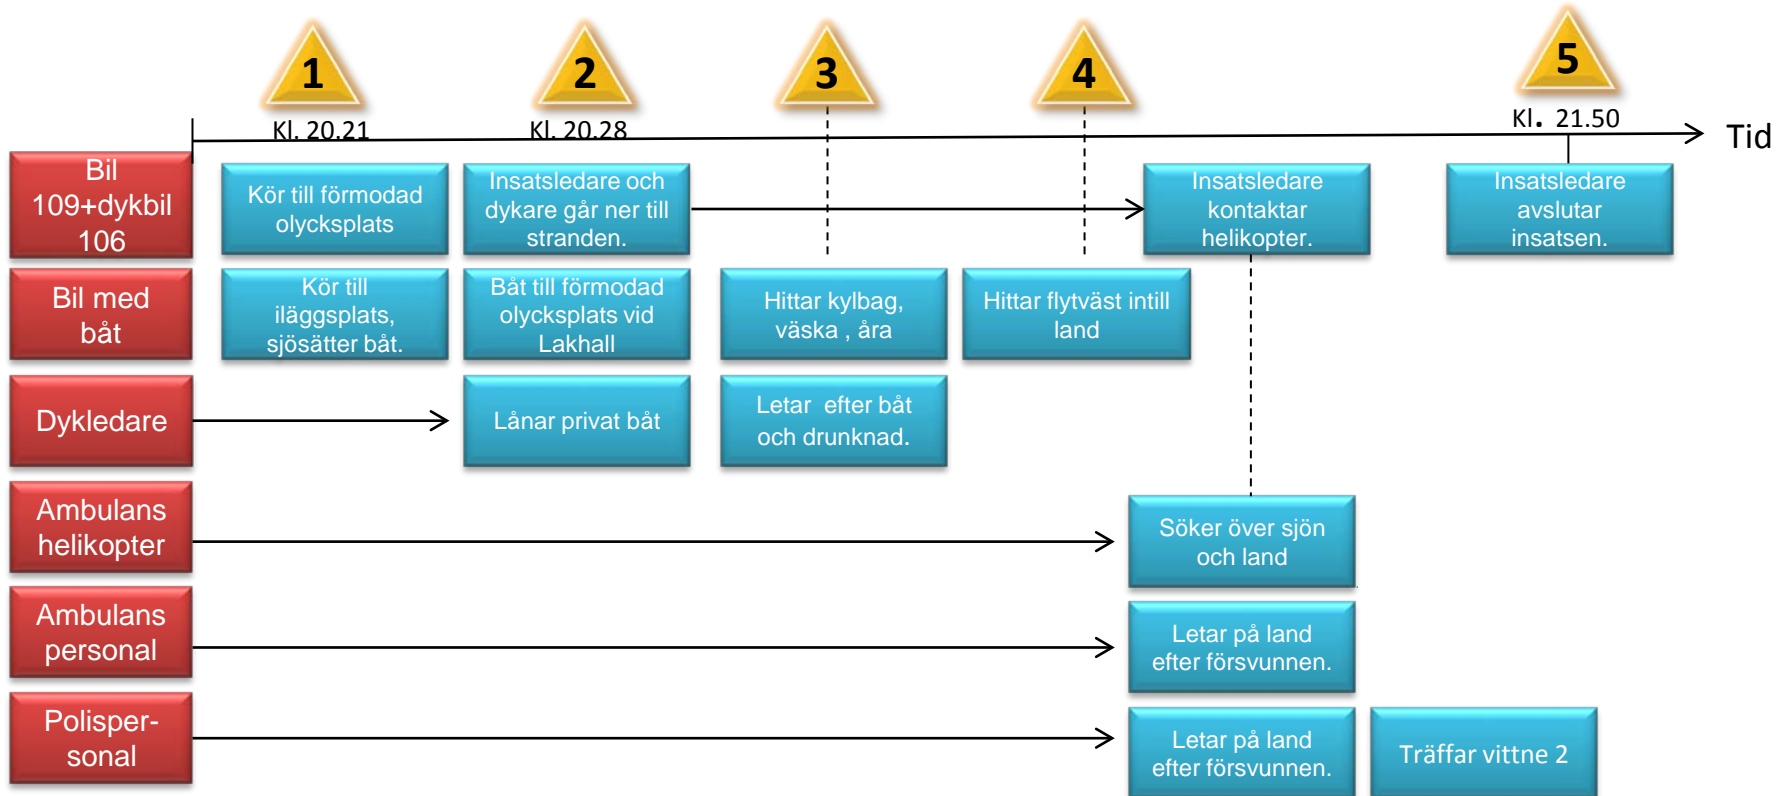 1
2
3
4
5
Kl. 20.21
Kl. 20.28
Kl. 21.50
Tid
Bil
109+dykbil
106
Kör till förmodad
olycksplats
Insatsledare och
dykare går ner till
stranden.
Insatsledare
kontaktar
helikopter.
Insatsledare
avslutar
insatsen.
Bil med
båt
Kör till
iläggsplats,
sjösätter båt.
Båt till förmodad
olycksplats vid
Lakhall
Hittar kylbag,
väska , åra
Hittar flytväst intill
land
Dykledare
Lånar privat båt
Letar efter båt
och drunknad.
Ambulans
helikopter
Söker över sjön
och land
Ambulans
personal
Letar på land
efter försvunnen.
Polisper-
sonal
Letar på land
efter försvunnen.
Träffar vittne 2